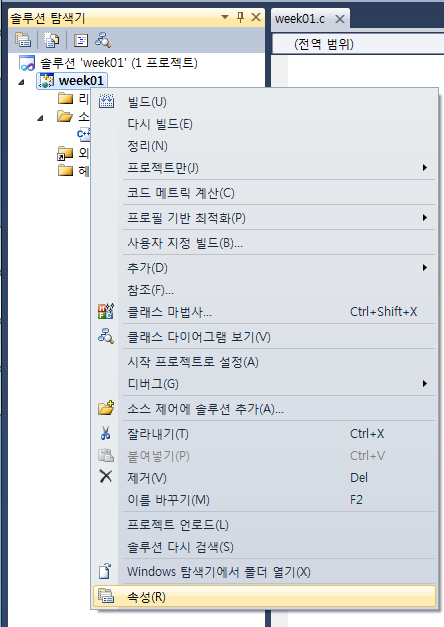 솔루션 탐색기
week01.c
(전역 범위)
솔루션 'week01' (1 프로젝트)
week01
리
소
외
헤
빌드(U)
다시 빌드(E)
정리(N)
프로젝트만(J)
코드 메트릭 계산(C)
프로필 기반 최적화(P)
사용자 지정 빌드(B)...
추가(D)
참조(F)...
클래스 마법사... Ctrl+Shift+X
클래스 다이어그램 보기(V)
시작 프로젝트로 설정(A)
디버그(G)
소스 제어에 솔루션 추가(A)...
잘라내기(T) Ctrl+X
붙여넣기(P) Ctrl+V
제거(V) Del
이름 바꾸기(M) F2
프로젝트 언로드(L)
솔루션 다시 검색(S)
Windows 탐색기에서 폴더 열기(X)
속성(R)